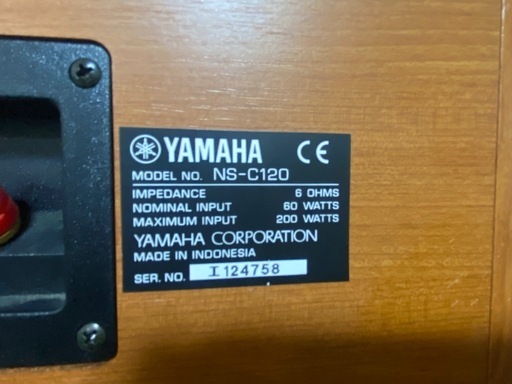 YAMAHA CE
MODEL NO. NS-C120
IMPEDANCE 6 OHMS
NOMINAL INPUT 60 WATTS
MAXIMUM INPUT 200 WATTS
YAMAHA CORPORATION
MADE IN INDONESIA
SER. NO. I124758